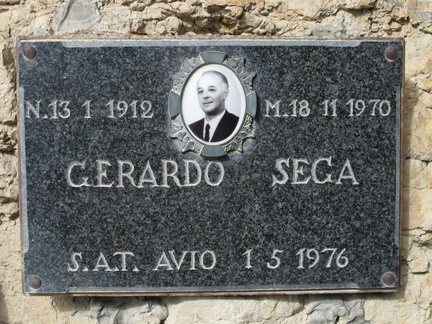 N.13 1 1912 M.18 11 1970
GERARDO SEGA
S.A.T. AVIO 1 5 1976